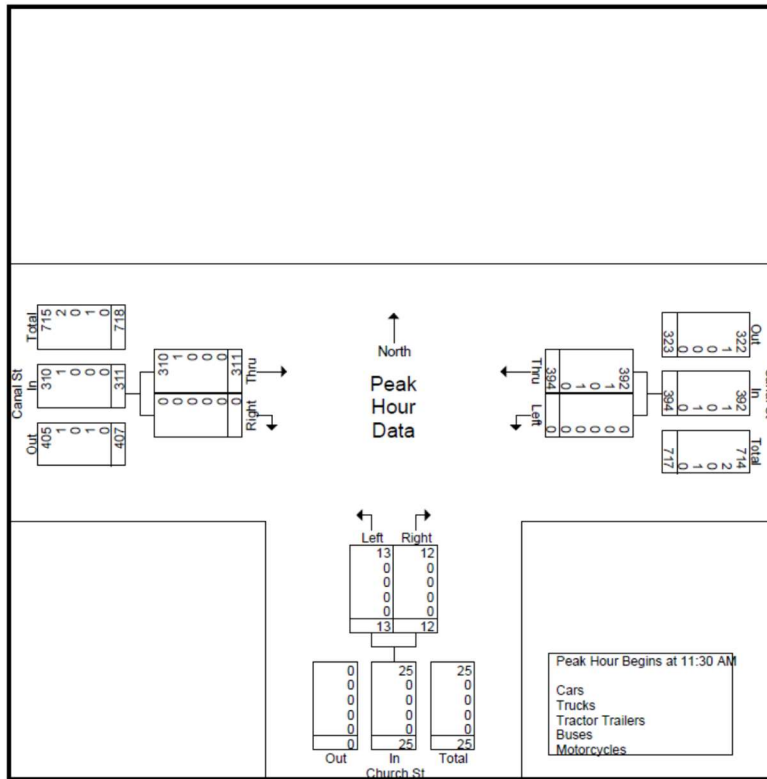 Total
715 2 0 1 0 718
Canal St
In
310 1 0 0 0 311
Out
405 1 0 1 0 407
310 1 0 0 0 311
Thru
0 0 0 0 0 0
Right
North
Peak
Hour
Data
Thru
392 1 0 1 0 394
Left
0 0 0 0 0 0
Out
322 1 0 0 0 323
In
392 1 0 1 0 394
Total
714 2 0 1 0 717
Left Right
13 12
0 0
0 0
0 0
0 0
13 12
0 25 25
0 0 0
0 0 0
0 0 0
0 0 0
0 25 25
Out In Total
Church St
Peak Hour Begins at 11:30 AM
Cars
Trucks
Tractor Trailers
Buses
Motorcycles